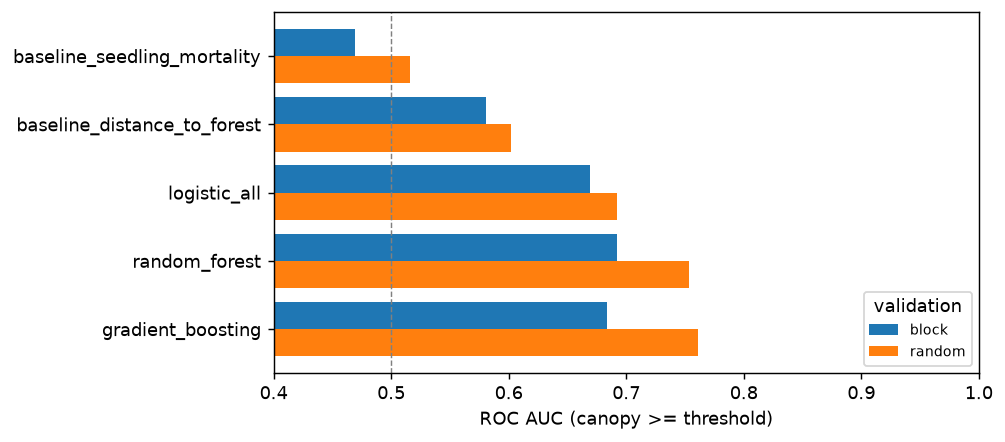 baseline_seedling_mortality
baseline_distance_to_forest
logistic_all
random_forest
gradient_boosting
validation
block
random
0.4 0.5 0.6 0.7 0.8 0.9 1.0
ROC AUC (canopy >= threshold)